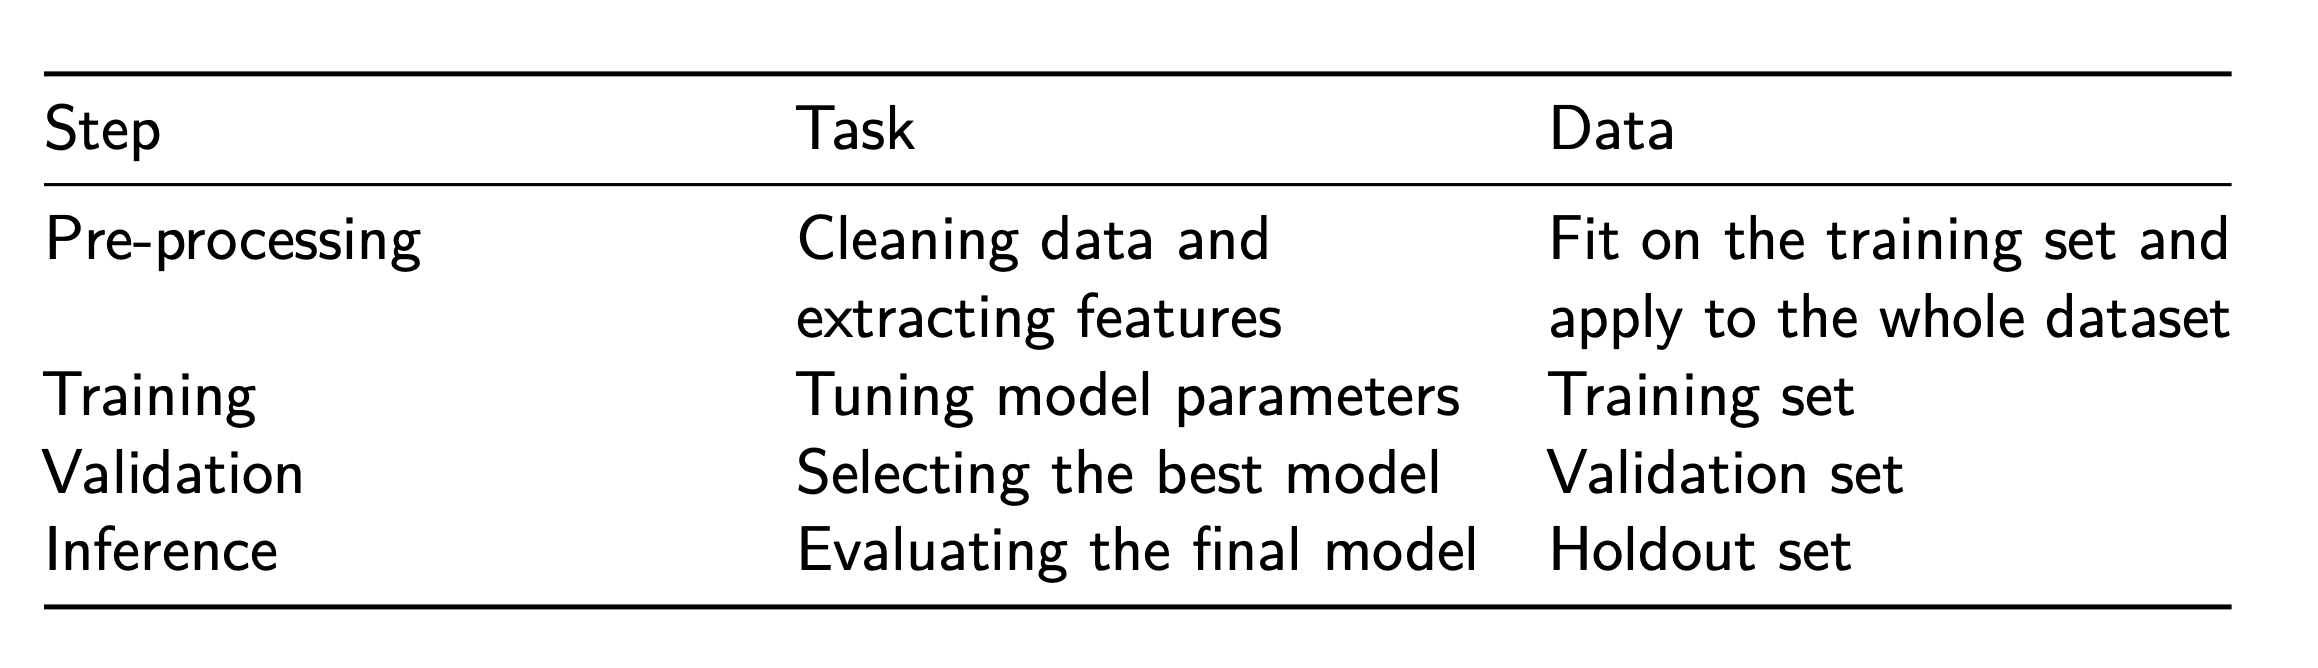 Step Task Data
Pre-processing Cleaning data and Fit on the training set and
extracting features apply to the whole dataset
Training Tuning model parameters Training set
Validation Selecting the best model Validation set
Inference Evaluating the final model Holdout set